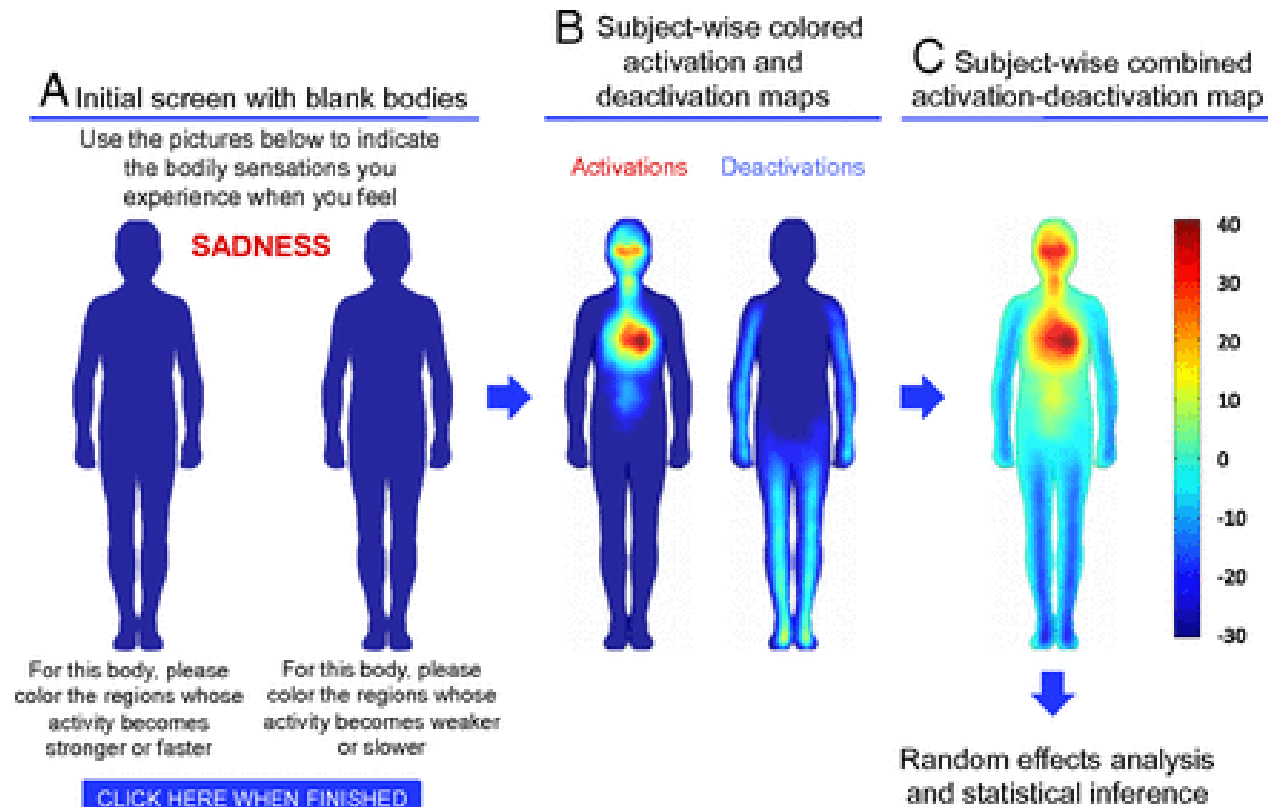 A Initial screen with blank bodies
Use the pictures below to indicate
the bodily sensations you
experience when you feel
SADNESS
For this body, please
color the regions whose
activity becomes
stronger or faster
For this body, please
color the regions whose
activity becomes weaker
or slower
CLICK HERE WHEN FINISHED
B Subject-wise colored
activation and
deactivation maps
Activations
Deactivations
C Subject-wise combined
activation-deactivation map
40
30
20
10
0
-10
-20
-30
Random effects analysis
and statistical inference